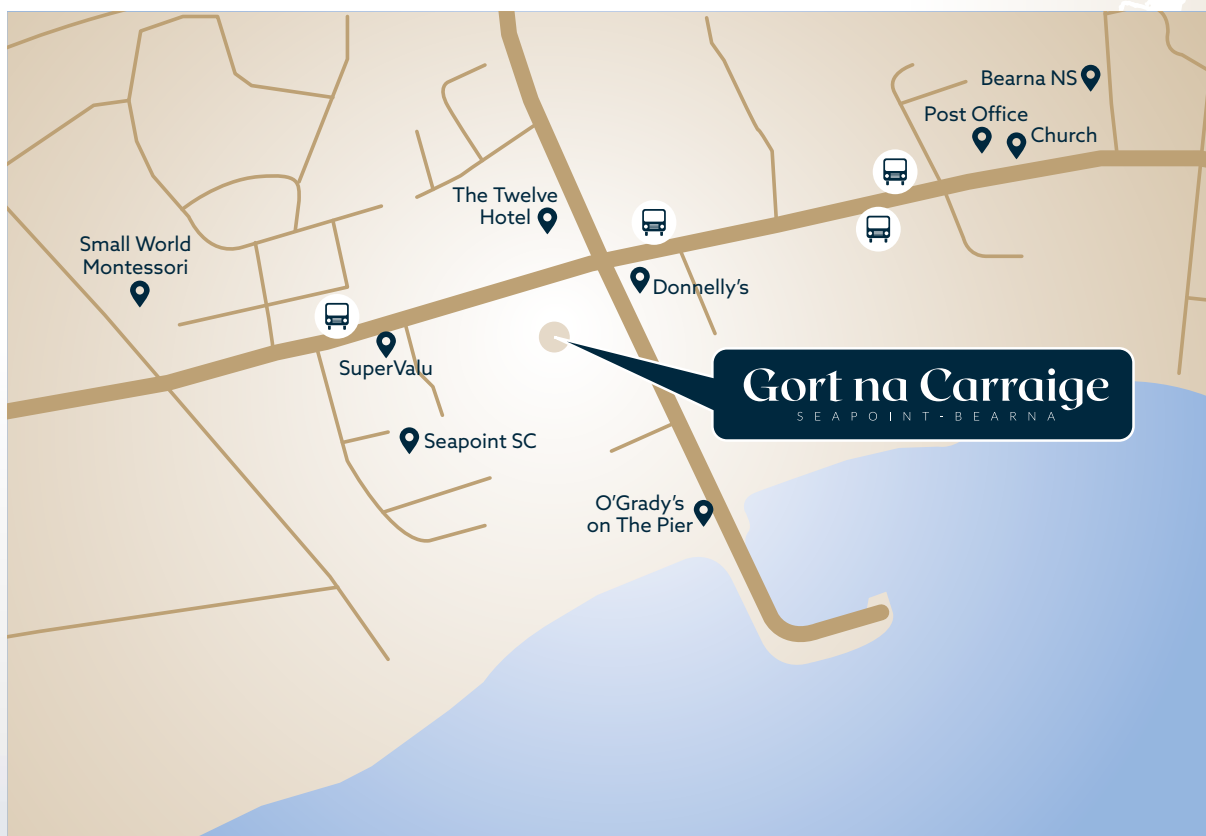 Bearna NS
Post Office
Church
The Twelve
Hotel
Small World
Montessori
Donnelly's
SuperValu
Gort na Carraige
SEAPOINT-BEARNA
Seapoint SC
O'Grady's
on The Pier